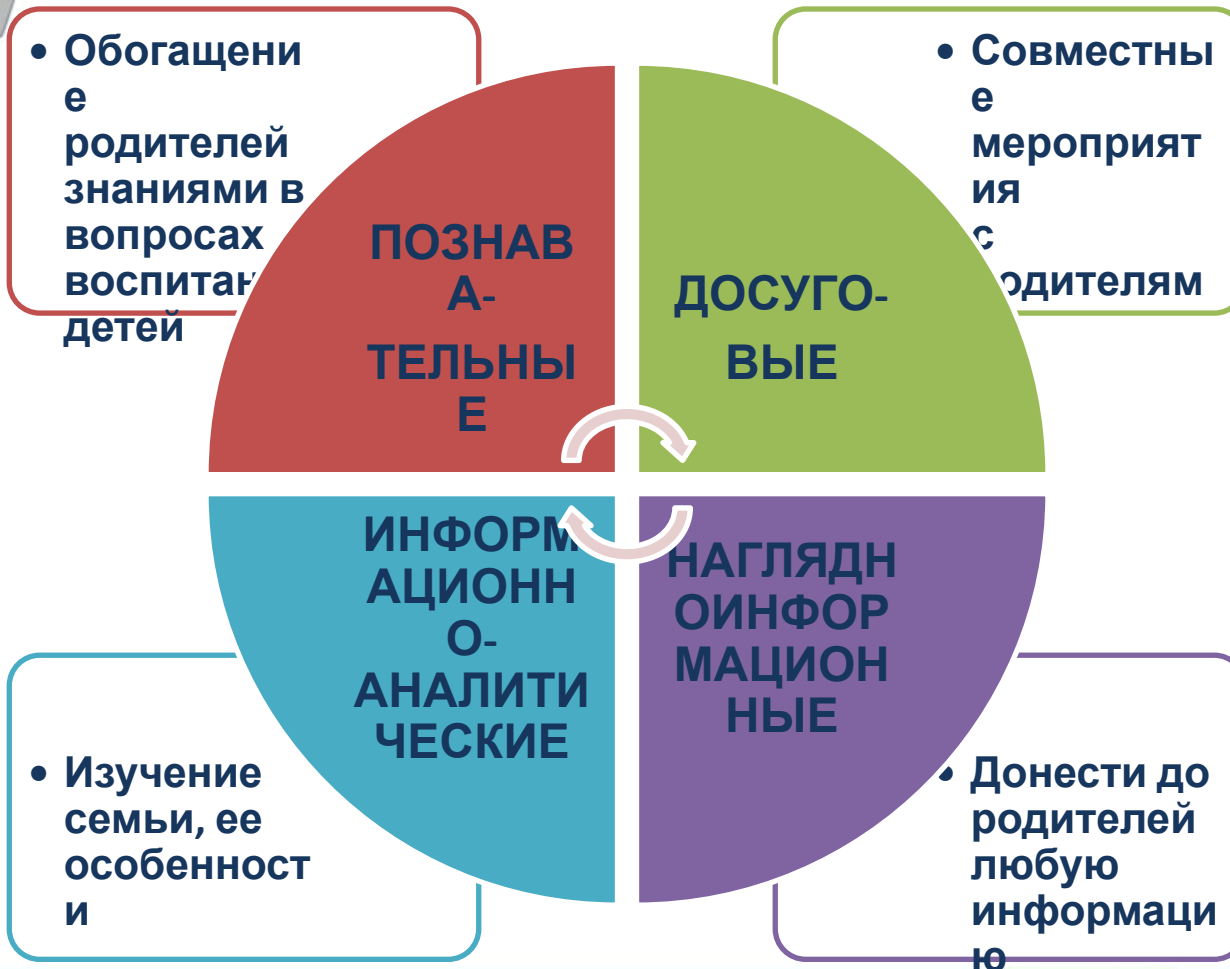 • Обогащени
е
родителей
знаниями в
вопросах
воспитан
детей
• Совместны
е
мероприят
ия
с
одителям
ПОЗНАВ
А-
ТЕЛЬНЫ
Е
ДОСУГО-
ВЫЕ
ИНФОРМ
АЦИОНН
О-
АНАЛИТИ
ЧЕСКИЕ
НАГЛЯДН
ОИНФОР
МАЦИОН
НЫЕ
• Изучение
семьи, ее
особенност
и
• Донести до
родителей
любую
информаци
ю